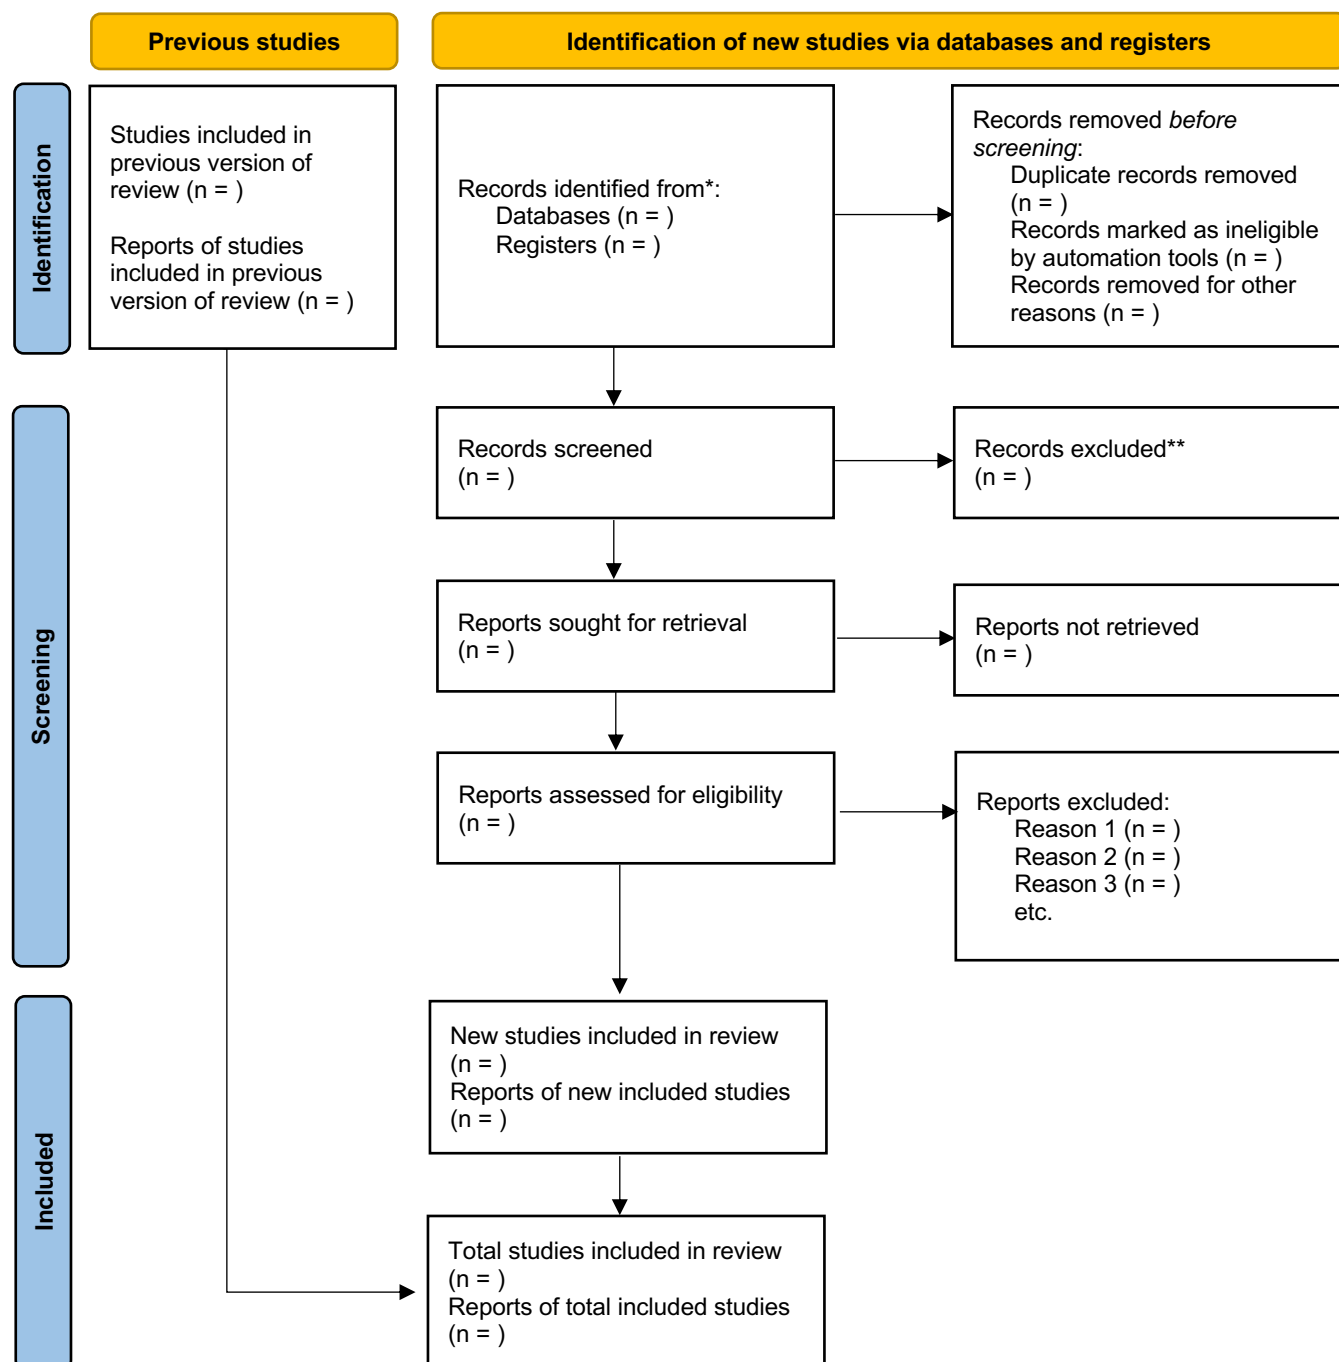 Previous studies
Identification of new studies via databases and registers
Identification
Studies included in
previous version of
review (n = )
Reports of studies
included in previous
version of review (n = )
Records identified from*:
Databases (n = )
Registers (n = )
Records removed before
screening:
Duplicate records removed
(n = )
Records marked as ineligible
by automation tools (n = )
Records removed for other
reasons (n = )
Screening
Records screened
(n = )
Records excluded**
(n = )
Reports sought for retrieval
(n = )
Reports not retrieved
(n = )
Reports assessed for eligibility
(n = )
Reports excluded:
Reason 1 (n = )
Reason 2 (n = )
Reason 3 (n = )
etc.
Included
New studies included in review
(n = )
Reports of new included studies
(n = )
Total studies included in review
(n = )
Reports of total included studies
(n = )